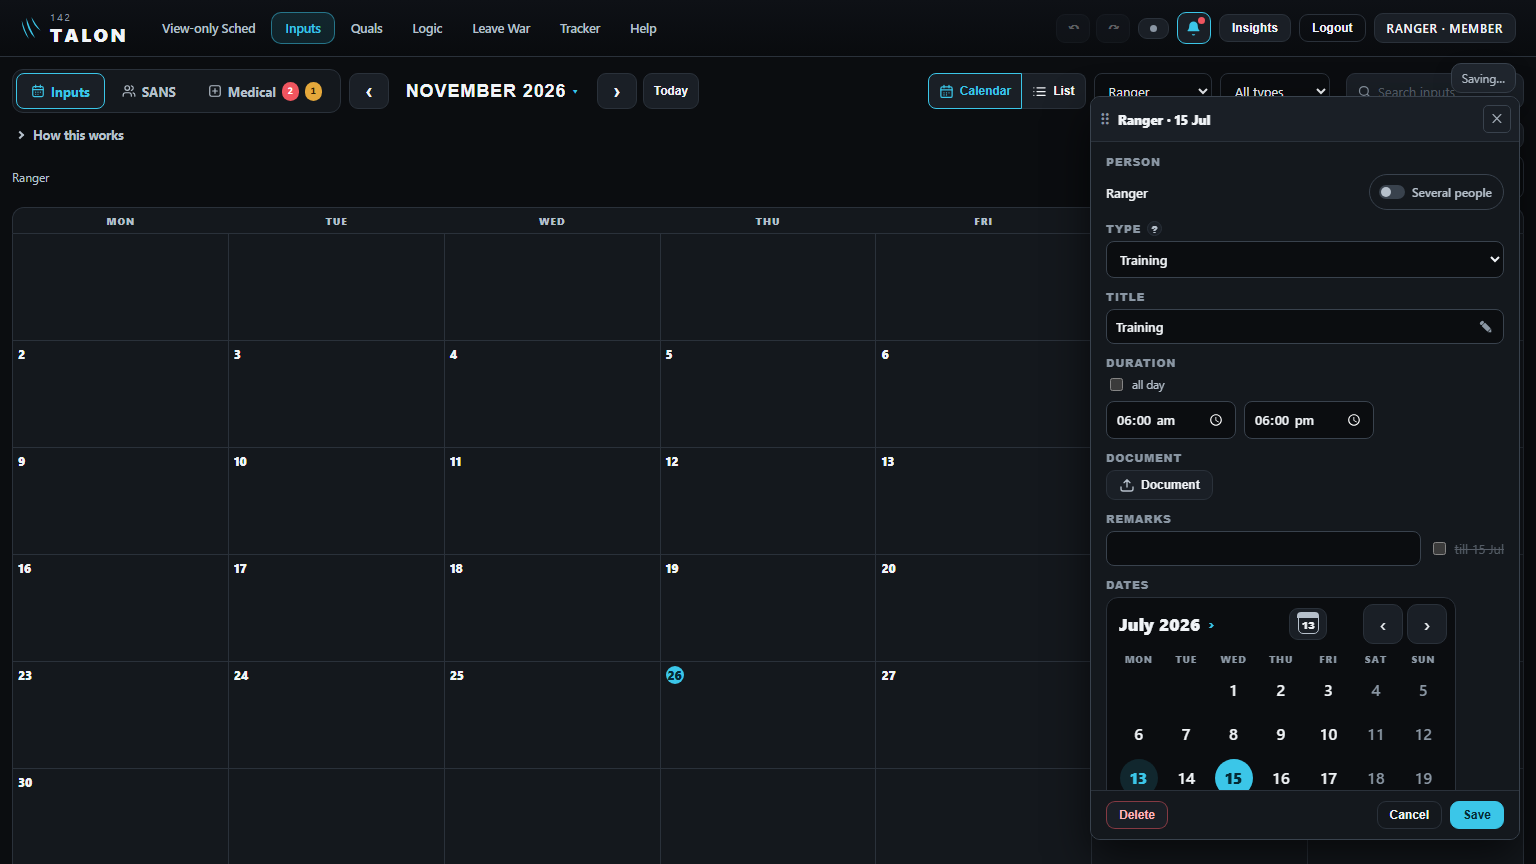 142
TALON
View-only Sched
Inputs
Quals
Logic
Leave War
Tracker
Help
Insights
Logout
RANGER · MEMBER
Inputs
SANS
Medical 2 1
NOVEMBER 2026
Today
Calendar
List
Ranger
All types
Search inputs
Saving...
How this works
Ranger
MON TUE WED THU FRI
2 3 4 5 6
9 10 11 12 13
16 17 18 19 20
23 24 25 26 27
30
Ranger · 15 Jul
PERSON
Ranger
Several people
TYPE ?
Training
TITLE
Training
DURATION
all day
06:00 am 06:00 pm
DOCUMENT
Document
REMARKS
till 15 Jul
DATES
July 2026 13
MON TUE WED THU FRI SAT SUN
1 2 3 4 5
6 7 8 9 10 11 12
13 14 15 16 17 18 19
Delete
Cancel
Save